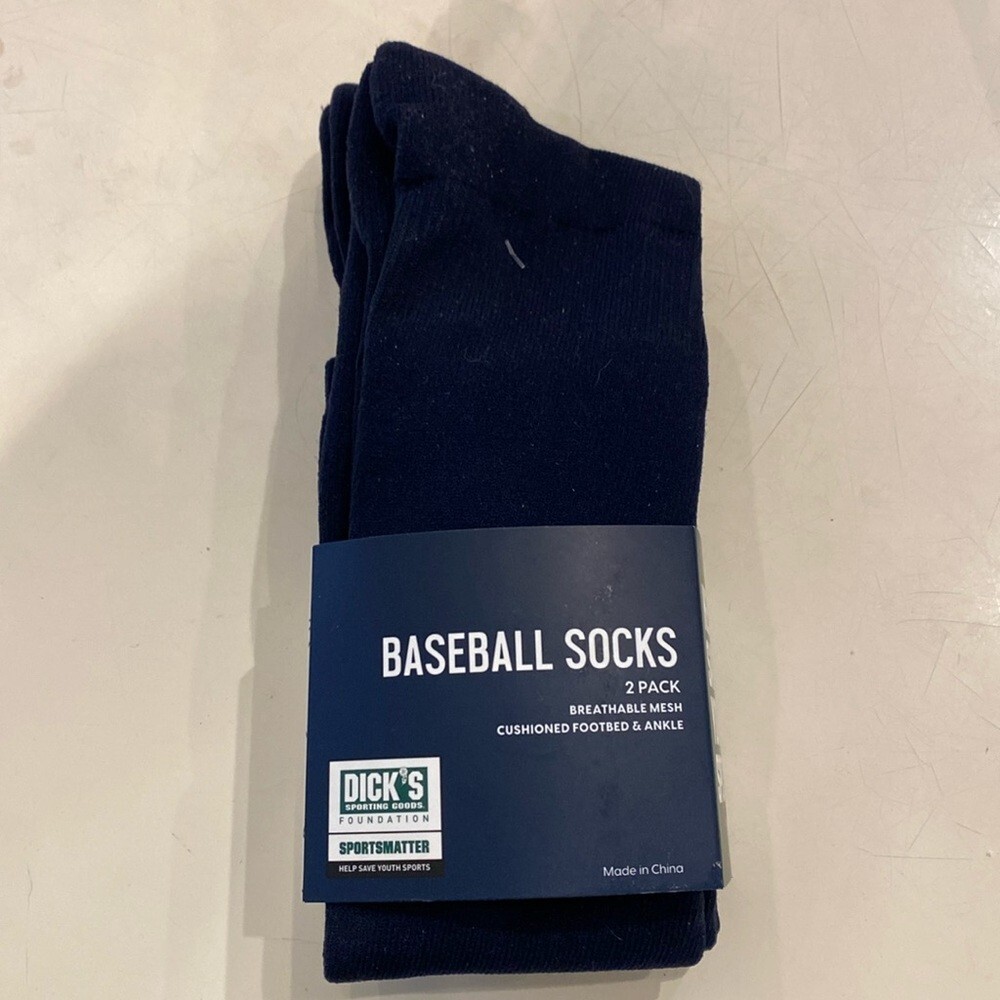 BASEBALL SOCKS
2 PACK
BREATHABLE MESH
CUSHIONED FOOTBED & ANKLE
DICK'S
SPORTING GOODS
FOUNDATION
SPORTSMATTER
HELP SAVE YOUTH SPORTS
Made in China